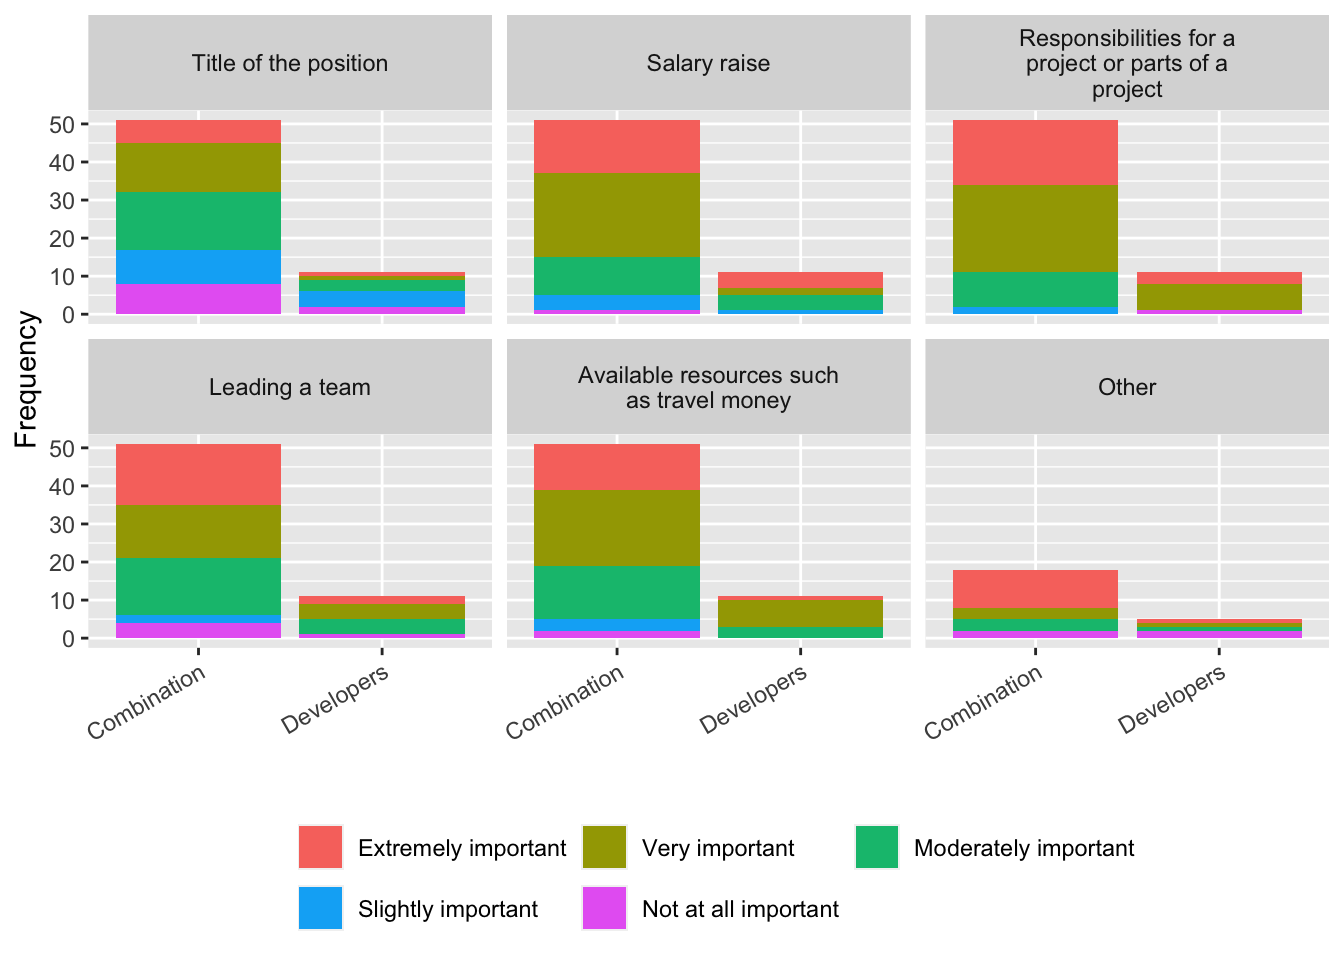 Title of the position
Salary raise
Responsibilities for a
project or parts of a
project
50
40
30
20
10
0
Leading a team
Available resources such
as travel money
Other
50
40
30
20
10
0
Frequency
Combination
Developers
Combination
Developers
Combination
Developers
Extremely important
Very important
Moderately important
Slightly important
Not at all important